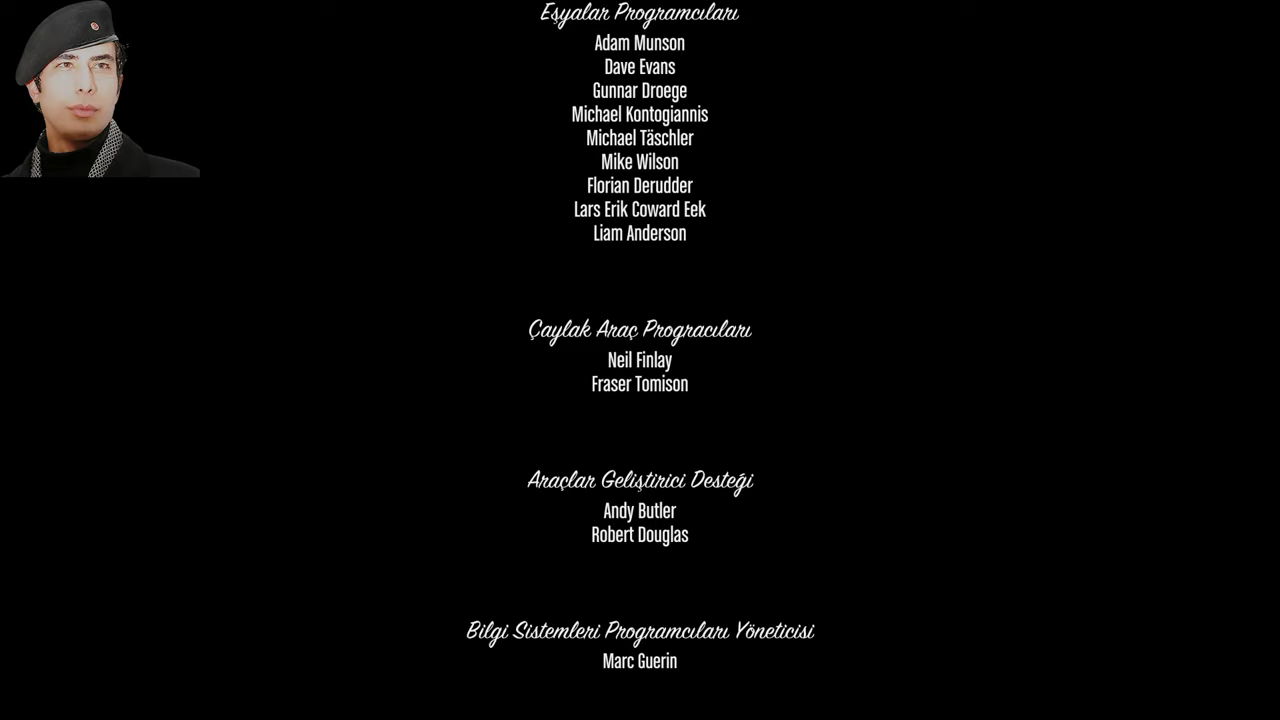 Eşyalar Programcıları
Adam Munson
Dave Evans
Gunnar Droege
Michael Kontogiannis
Michael Täschler
Mike Wilson
Florian Derudder
Lars Erik Coward Eek
Liam Anderson
Çaylak Araç Progracıları
Neil Finlay
Fraser Tomison
Araçlar Geliştirici Desteği
Andy Butler
Robert Douglas
Bilgi Sistemleri Programcıları Yöneticisi
Marc Guerin